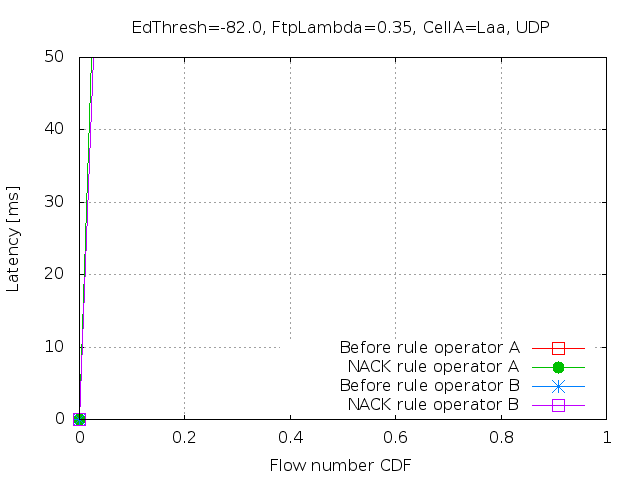 EdThresh=-82.0, FtpLambda=0.35, CellA=Laa, UDP
50
40
30
20
10
0
Latency [ms]
Before rule operator A
NACK rule operator A
Before rule operator B
NACK rule operator B
0 0.2 0.4 0.6 0.8 1
Flow number CDF